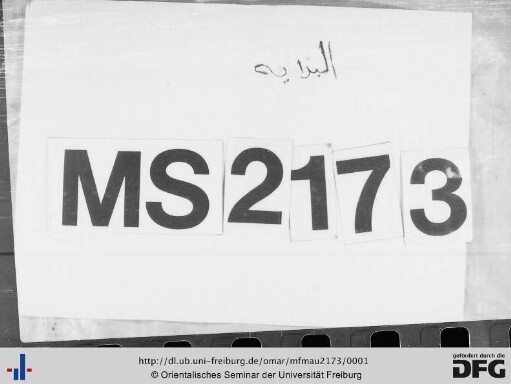 البدايه
MS2173
http://dl.ub.uni-freiburg.de/omar/mfmau2173/0001
© Orientalisches Seminar der Universität Freiburg
gefördert durch die
DFG